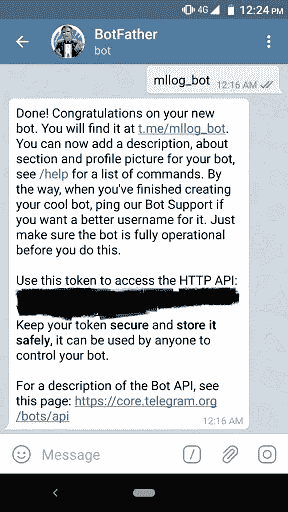 4G 12:24 PM
BotFather
bot
mllog_bot 12:16 AM
Done! Congratulations on your new
bot. You will find it at t.me/mllog_bot.
You can now add a description, about
section and profile picture for your bot,
see /help for a list of commands. By
the way, when you've finished creating
your cool bot, ping our Bot Support if
you want a better username for it. Just
make sure the bot is fully operational
before you do this.
Use this token to access the HTTP API:
Keep your token secure and store it
safely, it can be used by anyone to
control your bot.
For a description of the Bot API, see
this page: https://core.telegram.org
/bots/api 12:16 AM
Message